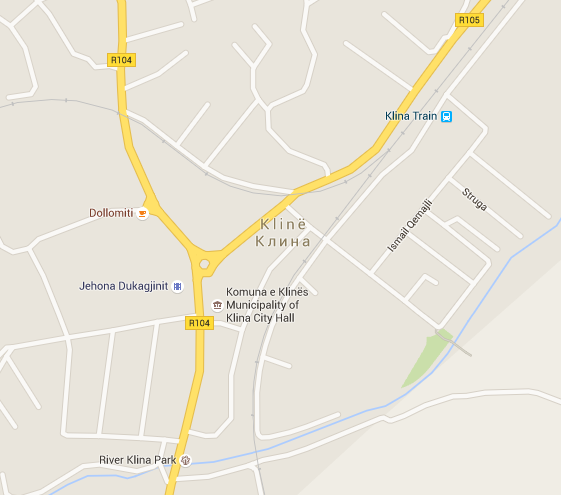 R105
R104
Klina Train
Struga
Ismail Qemajli
Dollomiti
Klinë
Клина
Jehona Dukagjinit
Komuna e Klinës
Municipality of
Klina City Hall
R104
River Klina Park